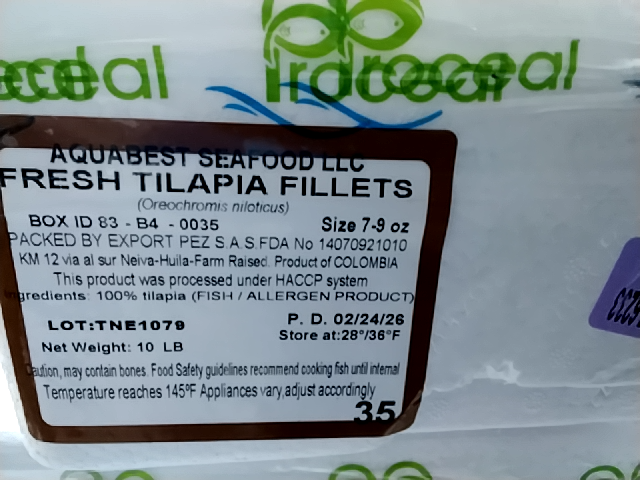 AQUABEST SEAFOOD LLC
FRESH TILAPIA FILLETS
(Oreochromis niloticus)
BOX ID 83 - B4 - 0035 Size 7-9 oz
PACKED BY EXPORT PEZ S.A.S.FDA No 14070921010
KM 12 via al sur Neiva-Huila-Farm Raised. Product of COLOMBIA
This product was processed under HACCP system
ngredients: 100% tilapia (FISH / ALLERGEN PRODUCT)
LOT:TNE1079 P. D. 02/24/26
Store at:28°/36°F
Net Weight: 10 LB
Caution, may contain bones. Food Safety guidelines recommend cooking fish until internal
Temperature reaches 145ºF Appliances vary,adjust accordingly
35